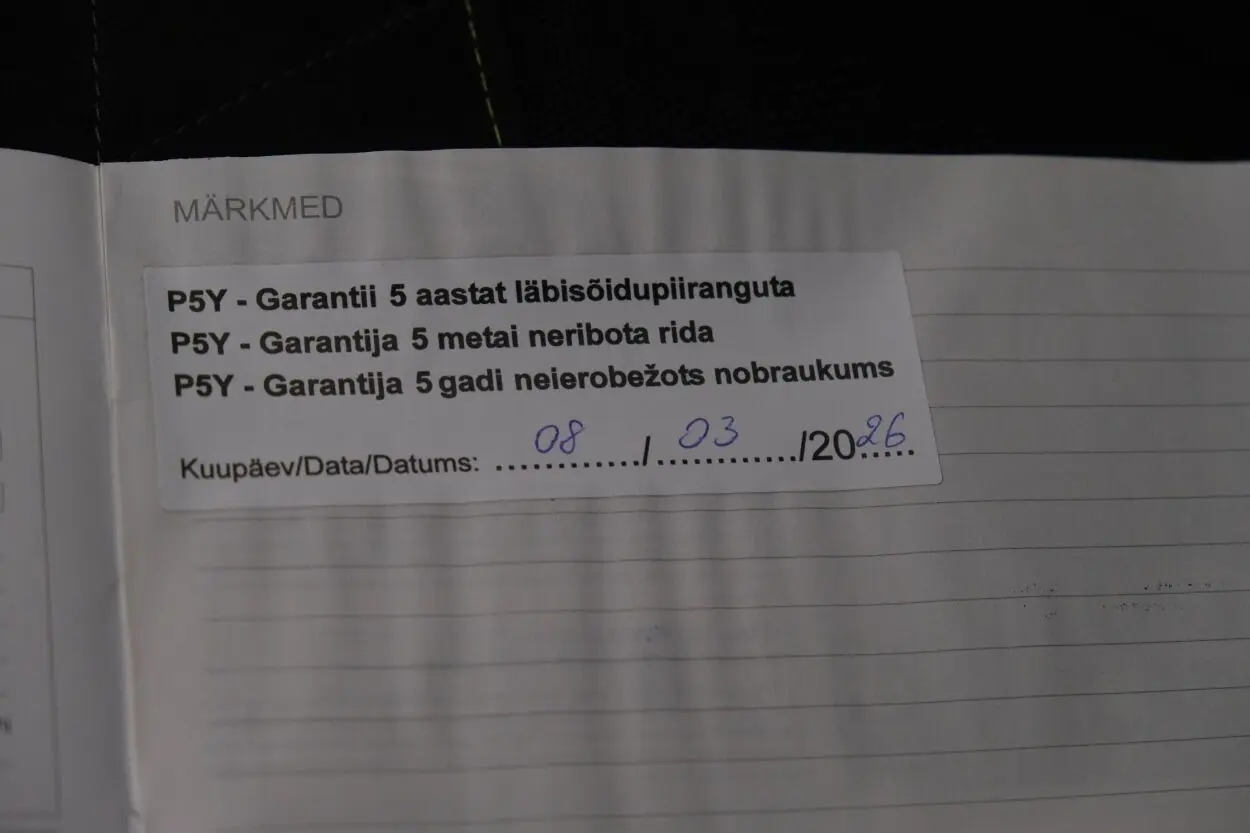 MÄRKMED
P5Y - Garantii 5 aastat läbisõidupiiranguta
P5Y - Garantija 5 metai neribota rida
P5Y - Garantija 5 gadi neierobežots nobraukums
Kuupäev/Data/Datums: ...08.../...03.../2026